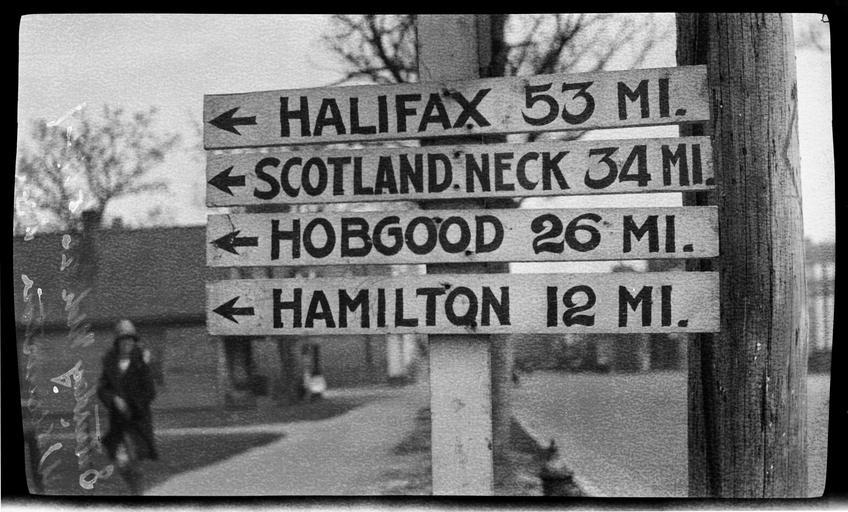 HALIFAX 53 MI.
SCOTLAND NECK 34 MI.
HOBGOOD 26 MI.
HAMILTON 12 MI.